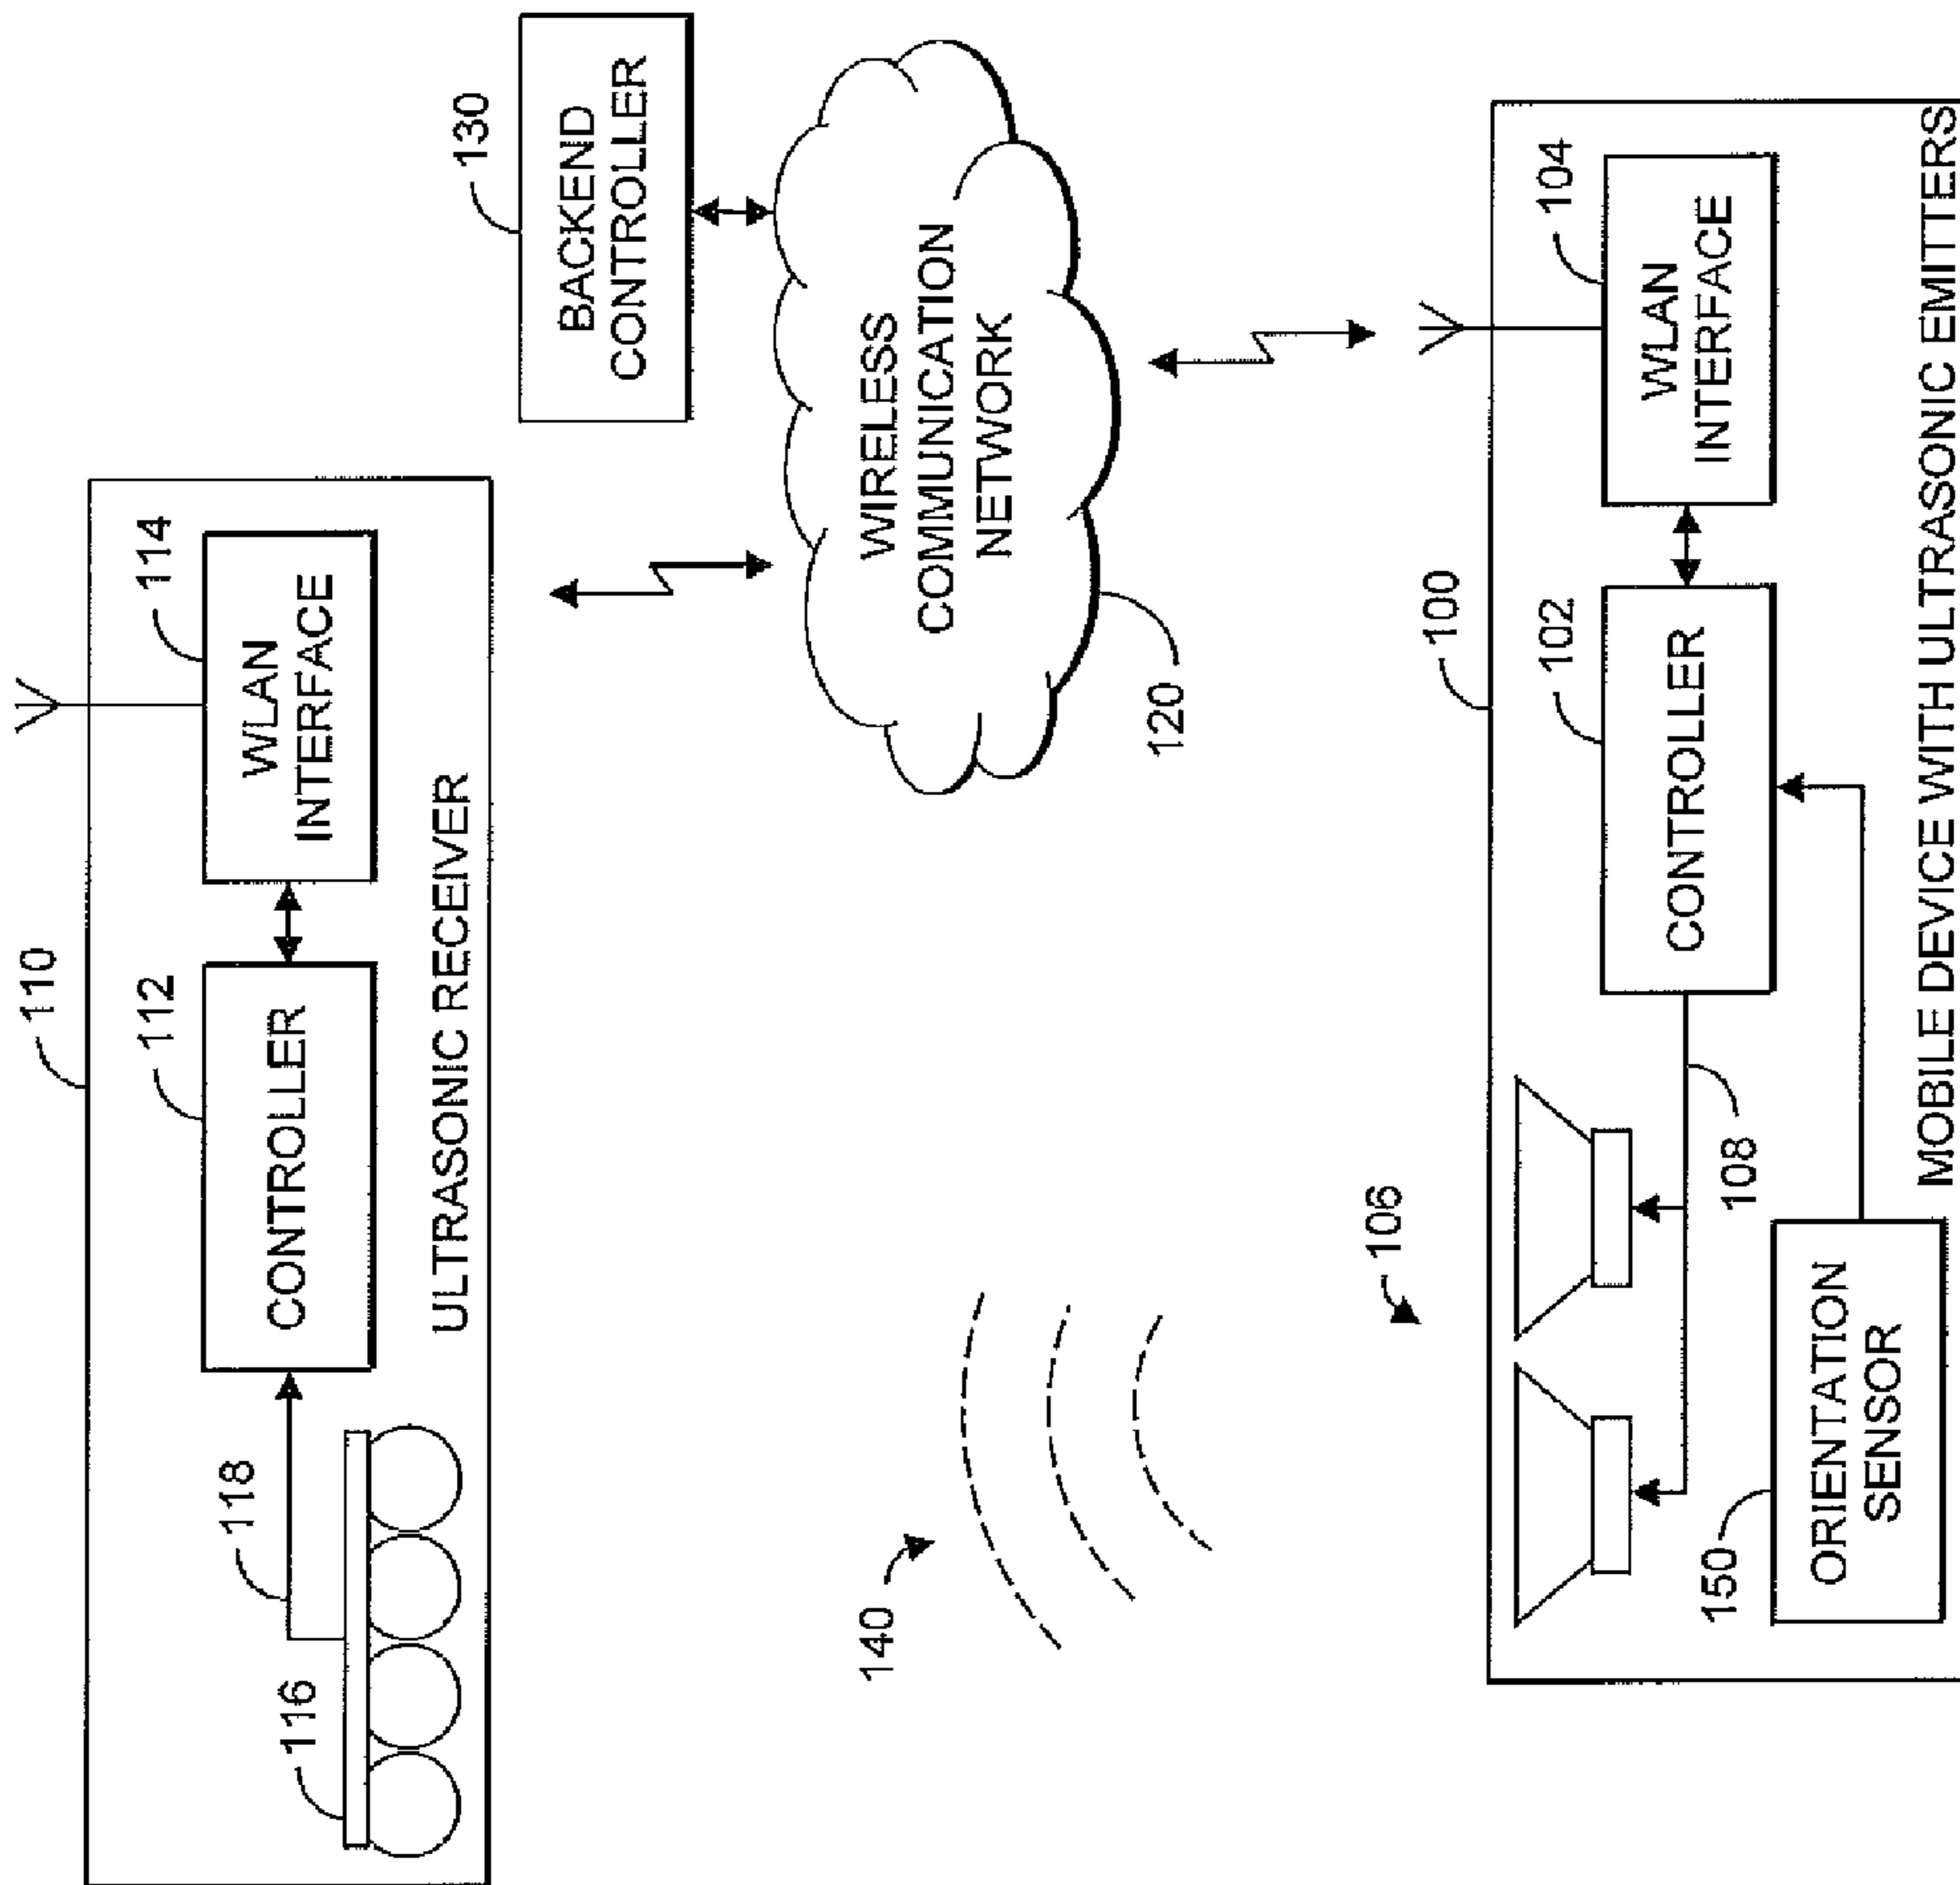 110
112
CONTROLLER
114
WLAN
INTERFACE
118
116
ULTRASONIC RECEIVER
130
BACKEND
CONTROLLER
WIRELESS
COMMUNICATION
NETWORK
120
140
106
100
102
CONTROLLER
104
WLAN
INTERFACE
108
150
ORIENTATION
SENSOR
MOBILE DEVICE WITH ULTRASONIC EMITTERS